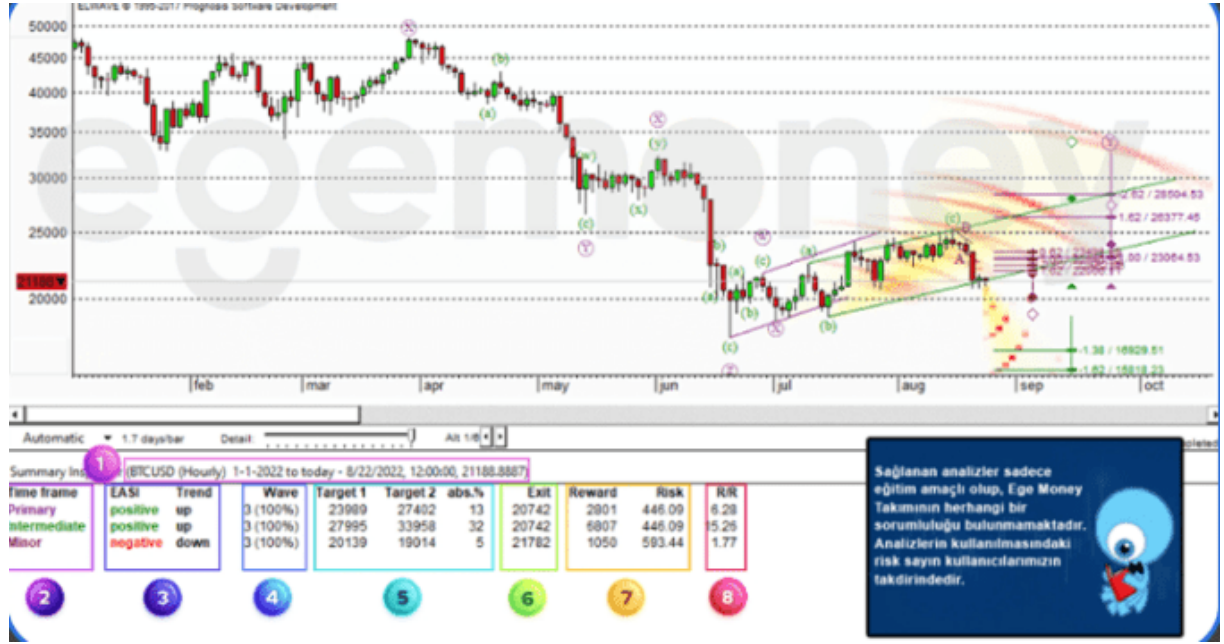 ELWAVE © 1995-2017 Prognosis Software Development
egemoney
50000
45000
40000
35000
30000
25000
21180
20000
X
(b)
(a)
(w)
(c)
Y
X
(y)
(x)
b)
(a)
(a)
(b)
(c)
Z
W
(c)
X
(a)
(b)
(c)
B
A
X
-2.62 / 28504.53
1.62 / 26377.45
1.00 / 23064.53
-1.38 / 16929.51
-1.62 / 15818.23
feb mar apr may jun jul aug sep oct
Automatic 1.7 days/bar Detail: Alt 1/6
1
Summary (BTCUSD (Hourly) 1-1-2022 to today - 8/22/2022, 12:00:00, 21188.8887)
Time frame EASI Trend Wave Target 1 Target 2 abs.% Exit Reward Risk R/R
Primary positive up 3 (100%) 23989 27402 13 20742 2801 446.09 6.28
Intermediate positive up 3 (100%) 27995 33958 32 20742 6807 446.09 15.26
Minor negative down 3 (100%) 20139 19014 5 21782 1050 593.44 1.77
2 3 4 5 6 7 8
Sağlanan analizler sadece
eğitim amaçlı olup, Ege Money
Takımının herhangi bir
sorumluluğu bulunmamaktadır.
Analizlerin kullanılmasındaki
risk sayın kullanıcılarımızın
takdirindedir.